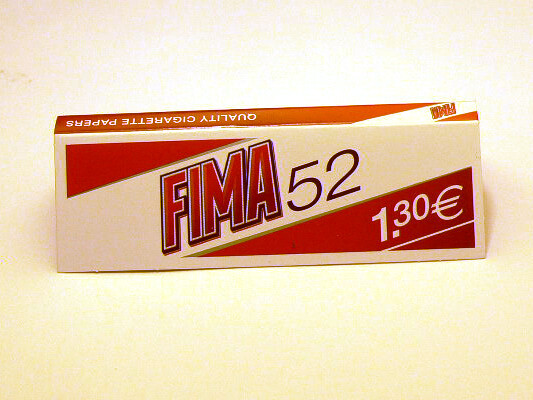 QUALITY CIGARETTE PAPERS
FIMA
FIMA 52
1.30€